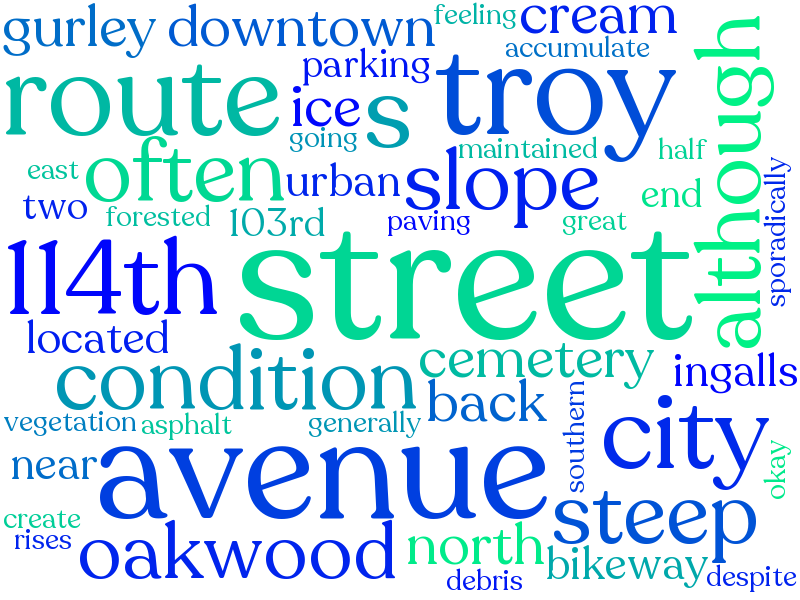 gurley downtown
feeling
cream
accumulate
route
parking
ice
s
troy
although
going
often
maintained
half
east
urban
slope
sporadically
two
forested
103rd
paving
end
great
114th
street
located
condition
cemetery
ingalls
back
southern
city
vegetation
asphalt
generally
near
avenue
okay
create
rises
oakwood
north
steep
bikeway
debris
despite